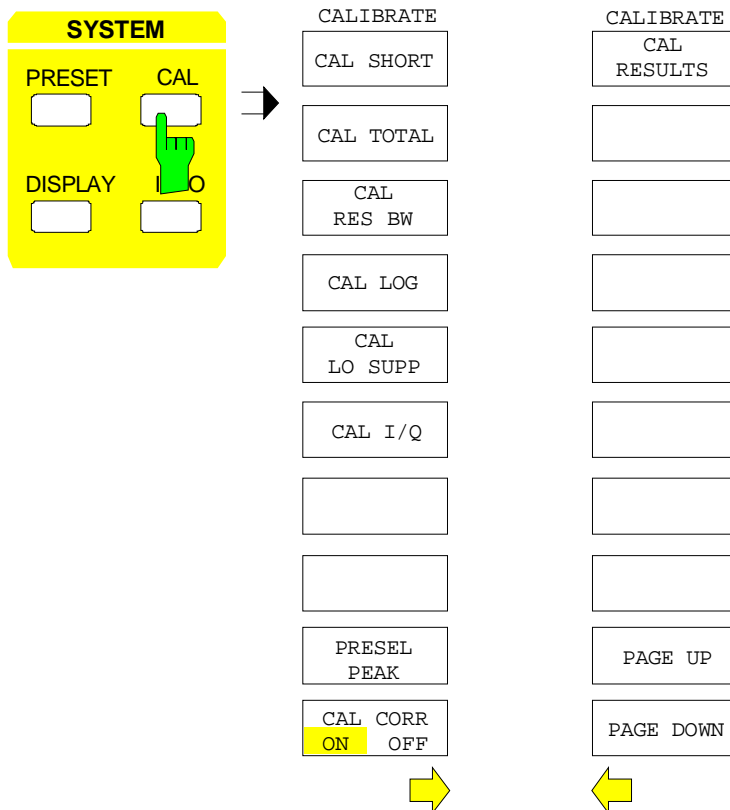 SYSTEM
PRESET CAL
DISPLAY
CALIBRATE
CAL SHORT
CAL TOTAL
CAL
RES BW
CAL LOG
CAL
LO SUPP
CAL I/Q
PRESEL
PEAK
CAL CORR
ON OFF
CALIBRATE
CAL
RESULTS
PAGE UP
PAGE DOWN